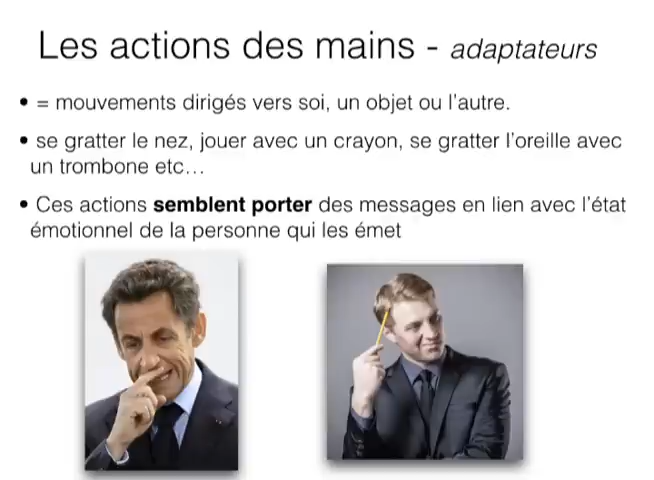 Les actions des mains - adaptateurs
• = mouvements dirigés vers soi, un objet ou l'autre.
• se gratter le nez, jouer avec un crayon, se gratter l'oreille avec
un trombone etc…
• Ces actions semblent porter des messages en lien avec l'état
émotionnel de la personne qui les émet